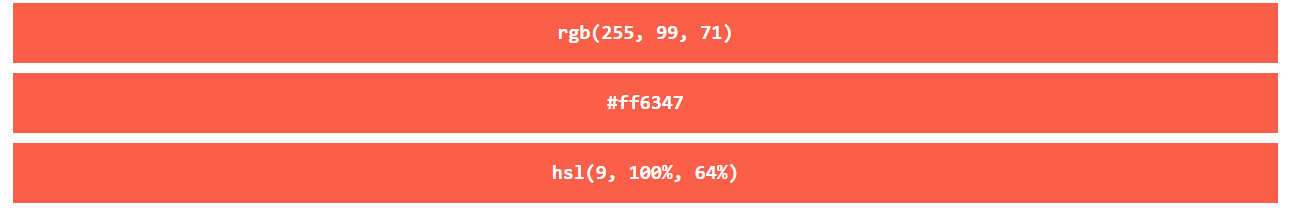 rgb(255, 99, 71)
#ff6347
hsl(9, 100%, 64%)